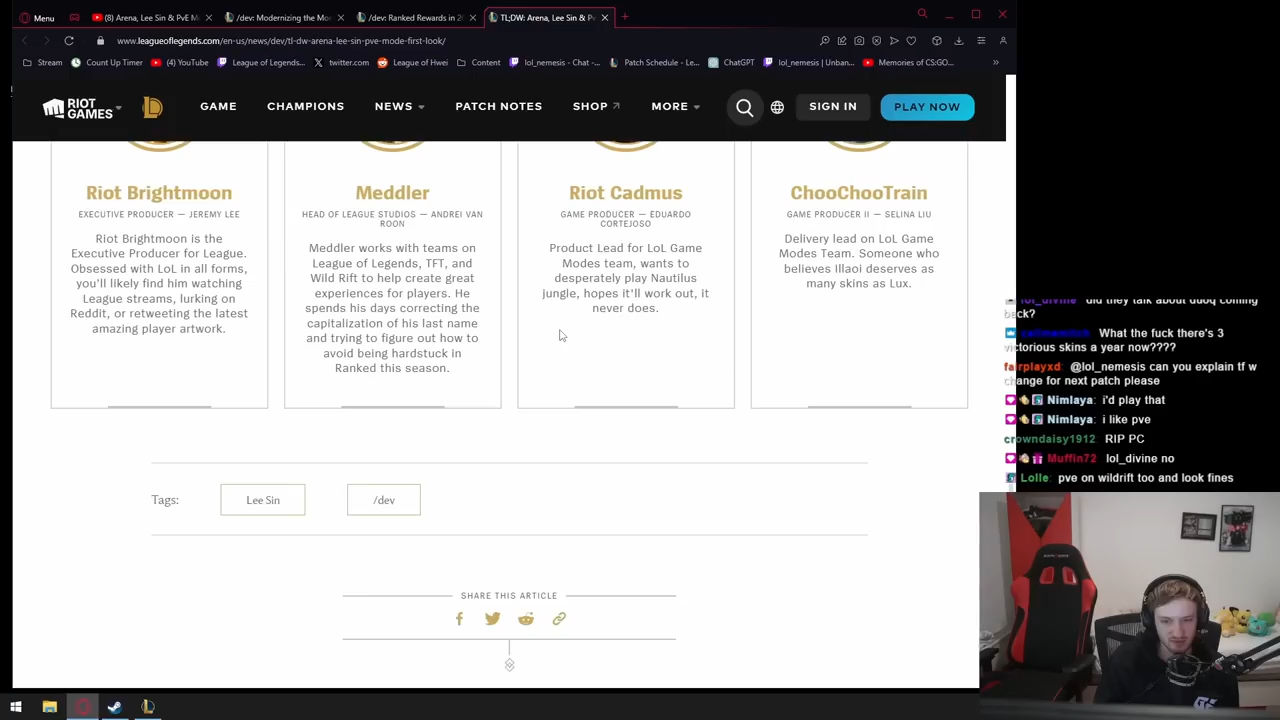 Menu
(8) Arena, Lee Sin & PvE M
/dev: Modernizing the Mo
/dev: Ranked Rewards in 2
TL;DW: Arena, Lee Sin & Pv
www.leagueoflegends.com/en-us/news/dev/tl-dw-arena-lee-sin-pve-mode-first-look/
Stream
Count Up Timer
(4) YouTube
League of Legends...
twitter.com
League of Hwei
Content
lol_nemesis - Chat -...
Patch Schedule - Le...
ChatGPT
lol_nemesis | Unban...
Memories of CS:GO...
RIOT
GAMES
GAME
CHAMPIONS
NEWS
PATCH NOTES
SHOP
MORE
SIGN IN
PLAY NOW
Riot Brightmoon
EXECUTIVE PRODUCER — JEREMY LEE
Riot Brightmoon is the
Executive Producer for League.
Obsessed with LoL in all forms,
you'll likely find him watching
League streams, lurking on
Reddit, or retweeting the latest
amazing player artwork.
Meddler
HEAD OF LEAGUE STUDIOS — ANDREI VAN
ROON
Meddler works with teams on
League of Legends, TFT, and
Wild Rift to help create great
experiences for players. He
spends his days correcting the
capitalization of his last name
and trying to figure out how to
avoid being hardstuck in
Ranked this season.
Riot Cadmus
GAME PRODUCER — EDUARDO
CORTEJOSO
Product Lead for LoL Game
Modes team, wants to
desperately play Nautilus
jungle, hopes it'll work out, it
never does.
ChooChooTrain
GAME PRODUCER II — SELINA LIU
Delivery lead on LoL Game
Modes Team. Someone who
believes Illaoi deserves as
many skins as Lux.
Tags:
Lee Sin
/dev
SHARE THIS ARTICLE
lol_divine did they talk about duoq coming
back?
What the fuck there's 3
victorious skins a year now????
fairplayxd: @lol_nemesis can you explain tf w
change for next patch please
Nimlaya: i'd play that
Nimlaya: i like pve
crowndaisy1912: RIP PC
Muffin72 lol_divine no
Lolle: pve on wildrift too and look fines